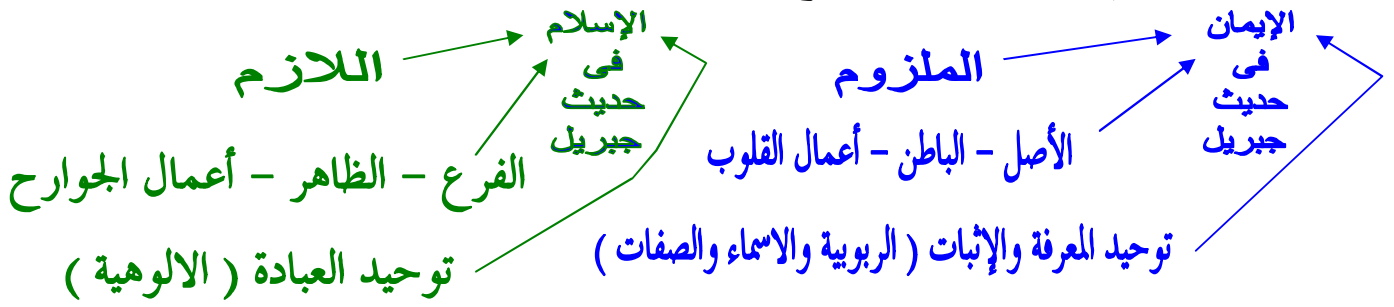 الإيمان
فى
حديث
جبريل
الملزوم
الأصل – الباطن – أعمال القلوب
توحيد المعرفة والإثبات ( الربوبية والاسماء والصفات )
الإسلام
فى
حديث
جبريل
اللازم
الفرع – الظاهر – أعمال الجوارح
توحيد العبادة ( الالوهية )